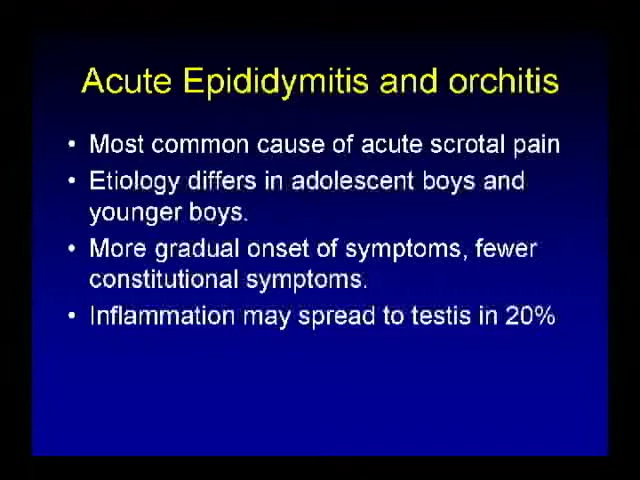 Acute Epididymitis and orchitis
• Most common cause of acute scrotal pain
• Etiology differs in adolescent boys and
younger boys.
• More gradual onset of symptoms, fewer
constitutional symptoms.
• Inflammation may spread to testis in 20%